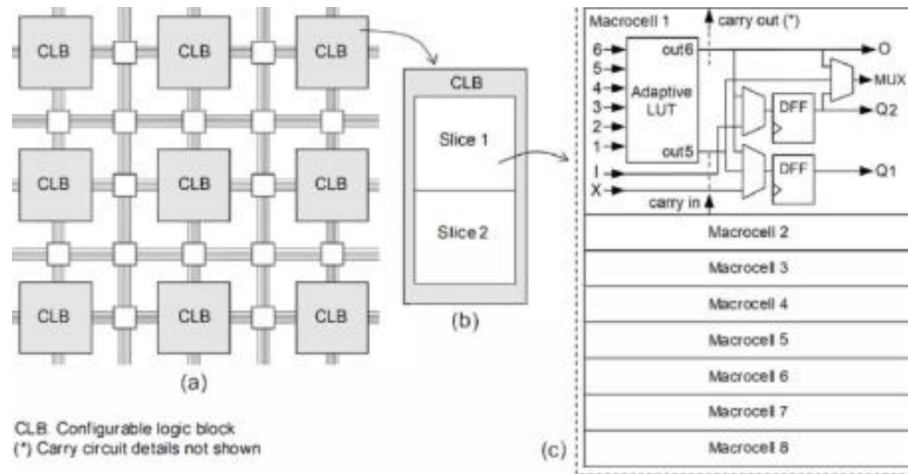 CLB
CLB
CLB
CLB
CLB
CLB
CLB
CLB
CLB
(a)
CLB
Slice 1
Slice 2
(b)
Macrocell 1
carry out (*)
6
5
4
3
2
1
I
X
out6
Adaptive
LUT
out5
DFF
DFF
O
MUX
Q2
Q1
carry in
Macrocell 2
Macrocell 3
Macrocell 4
Macrocell 5
Macrocell 6
Macrocell 7
Macrocell 8
(c)
CLB: Configurable logic block
(*) Carry circuit details not shown